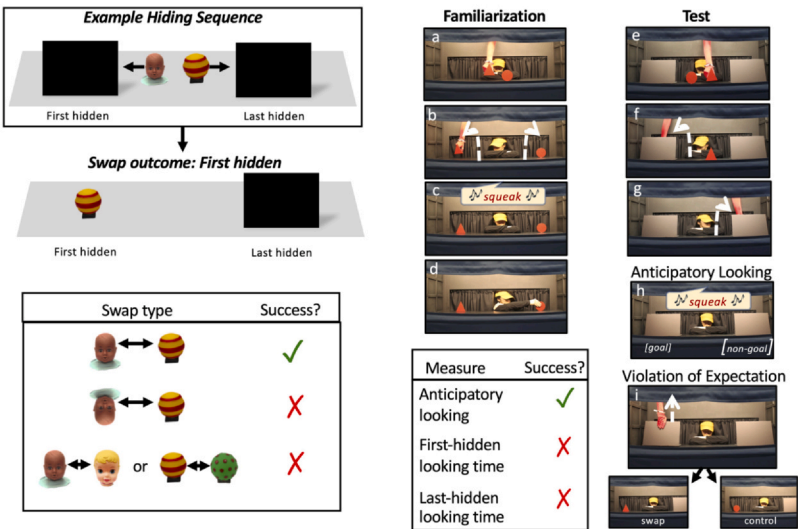 Example Hiding Sequence
First hidden
Last hidden
Swap outcome: First hidden
First hidden
Last hidden
Swap type
Success?
or
Familiarization
a
b
c
squeak
d
Measure
Success?
Anticipatory
looking
First-hidden
looking time
Last-hidden
looking time
Test
e
f
g
Anticipatory Looking
h
squeak
[goal]
[non-goal]
Violation of Expectation
i
swap
control